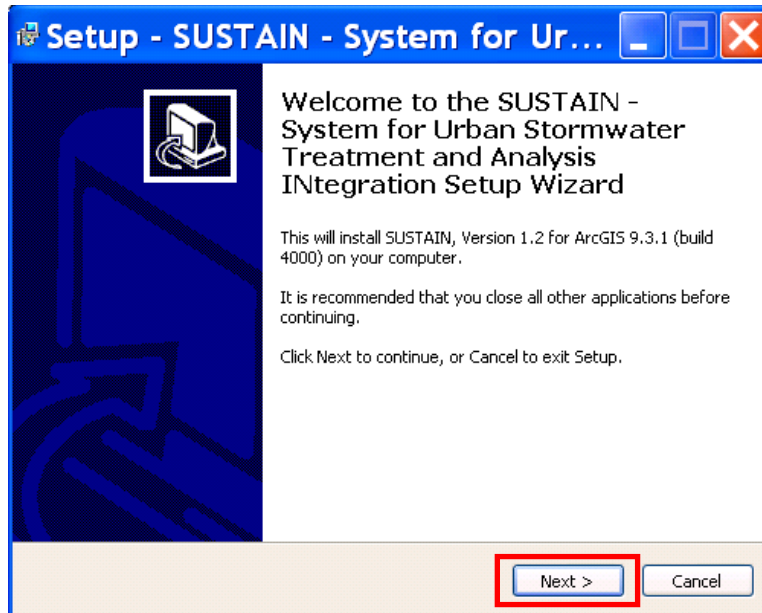 Setup - SUSTAIN - System for Ur...
Welcome to the SUSTAIN -
System for Urban Stormwater
Treatment and Analysis
INtegration Setup Wizard
This will install SUSTAIN, Version 1.2 for ArcGIS 9.3.1 (build
4000) on your computer.
It is recommended that you close all other applications before
continuing.
Click Next to continue, or Cancel to exit Setup.
Next >
Cancel